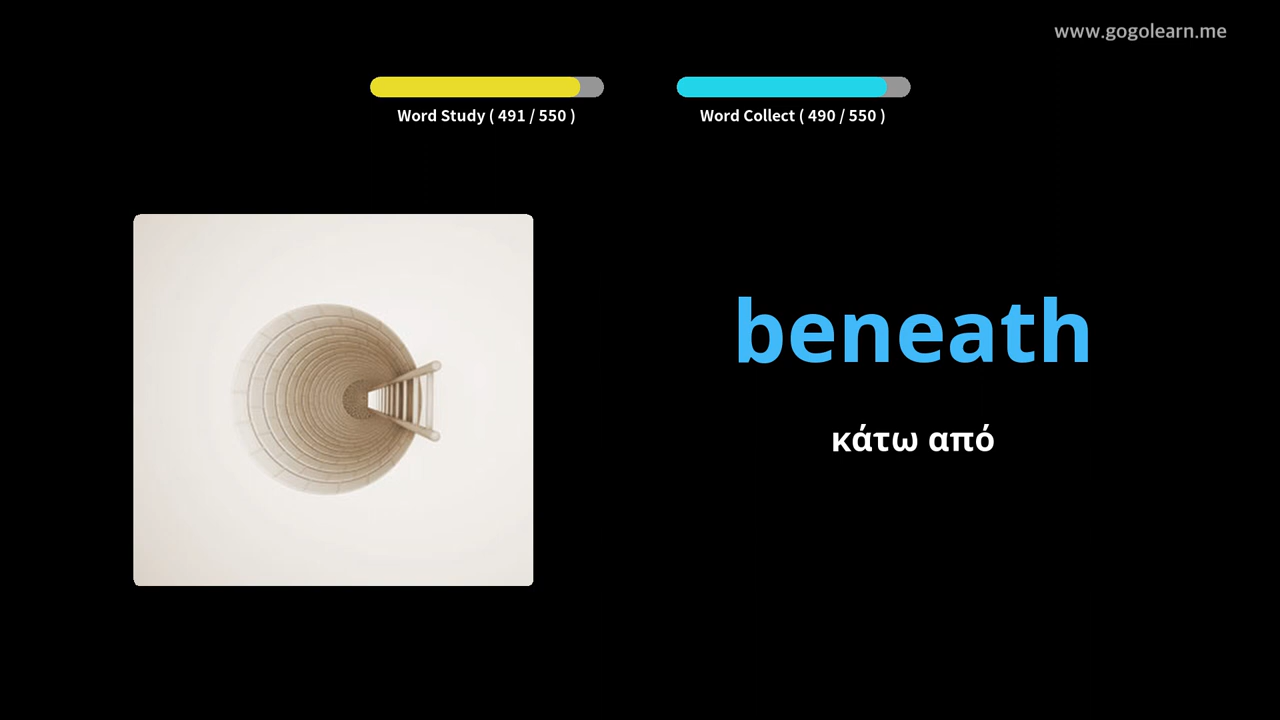 www.gogolearn.me
Word Study ( 491 / 550 )
Word Collect ( 490 / 550 )
beneath
κάτω από